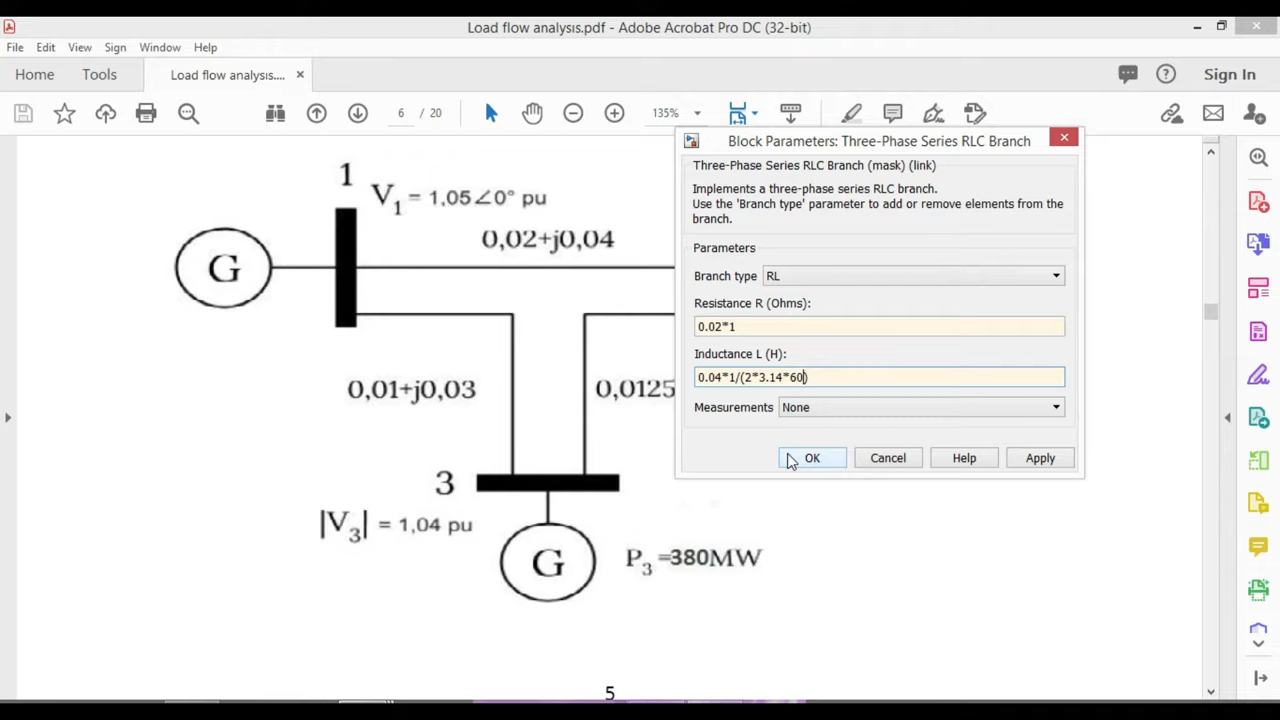 Load flow analysis.pdf - Adobe Acrobat Pro DC (32-bit)
File Edit View Sign Window Help
Home Tools Load flow analysis.... × Sign In
6 / 20 135%
1
V1 = 1,05∠0° pu
0,02+j0,04
G
0,01+j0,03
0,0125
3
|V3| = 1,04 pu
G
P3 =380MW
5
Block Parameters: Three-Phase Series RLC Branch
Three-Phase Series RLC Branch (mask) (link)
Implements a three-phase series RLC branch.
Use the 'Branch type' parameter to add or remove elements from the
branch.
Parameters
Branch type RL
Resistance R (Ohms):
0.02*1
Inductance L (H):
0.04*1/(2*3.14*60)
Measurements None
OK Cancel Help Apply